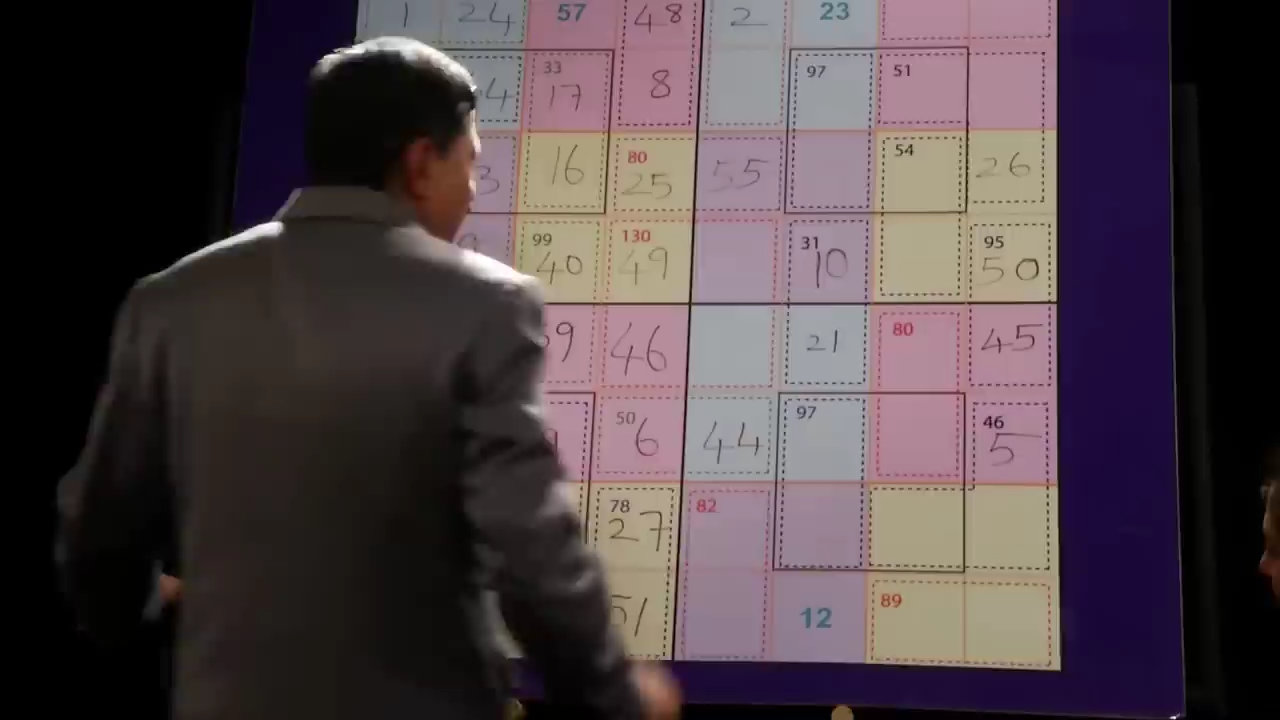 1 24 57 48 2 23
4 33 17 8 97 51
3 16 80 25 55 54 26
99 40 130 49 31 10 95 50
9 46 21 80 45
50 6 44 97 46 5
78 27 82
51 12 89